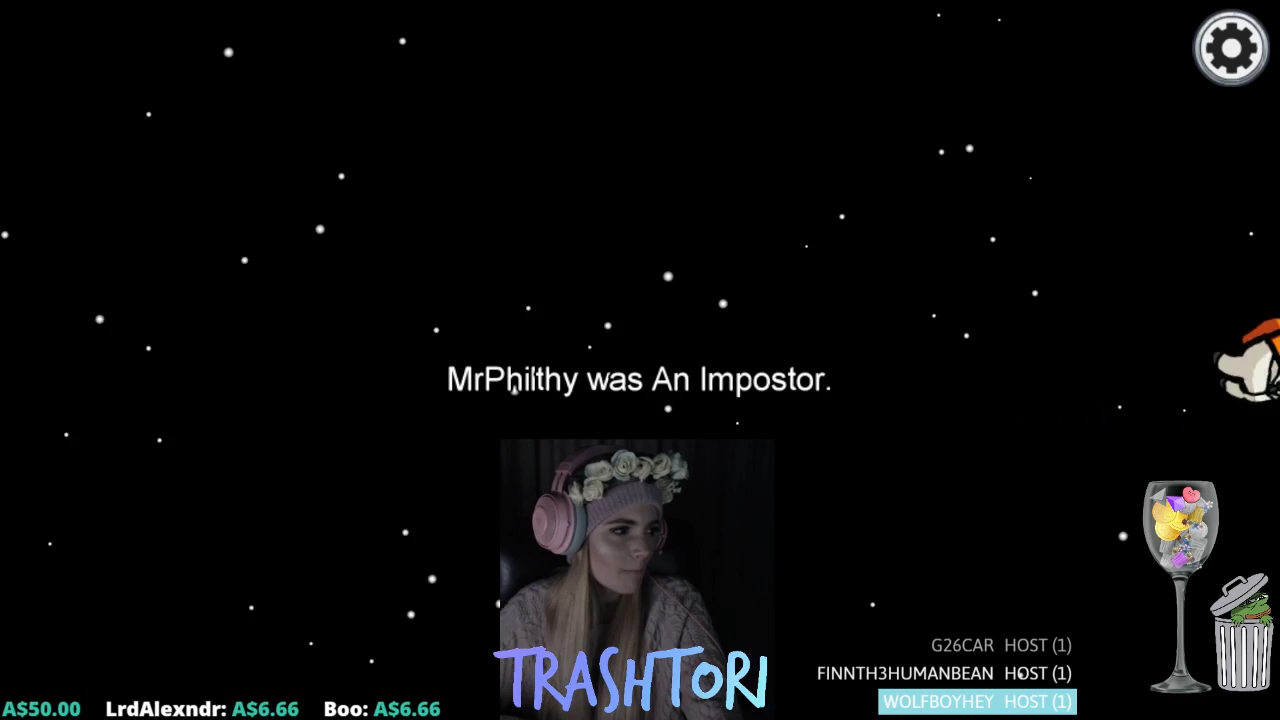 MrPhilthy was An Impostor.
TRASHTORI
G26CAR HOST (1)
FINNTH3HUMANBEAN HOST (1)
WOLFBOYHEY HOST (1)
A$50.00 LrdAlexndr: A$6.66 Boo: A$6.66